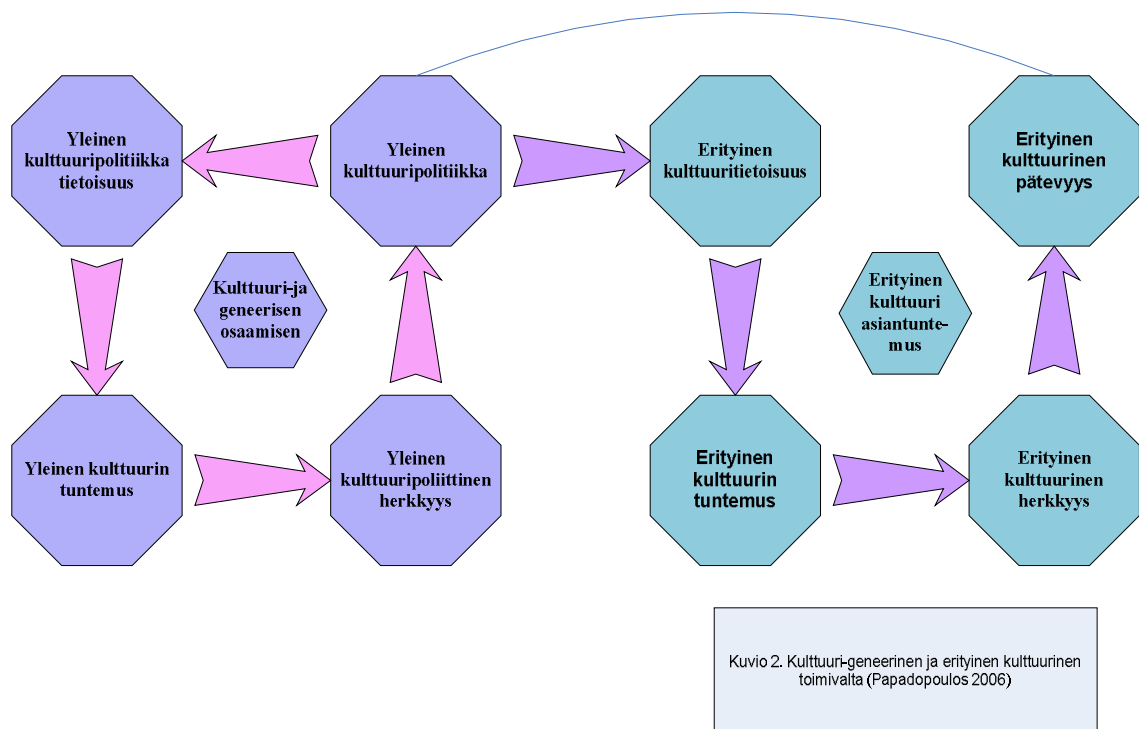 Yleinen
kulttuuripolitiikka
tietoisuus
Yleinen
kulttuuripolitiikka
Erityinen
kulttuuritietoisuus
Erityinen
kulttuurinen
pätevyys
Kulttuuri-ja
geneerisen
osaamisen
Erityinen
kulttuuri
asiantunte-
mus
Yleinen kulttuurin
tuntemus
Yleinen
kulttuuripoliittinen
herkkyys
Erityinen
kulttuurin
tuntemus
Erityinen
kulttuurinen
herkkyys
Kuvio 2. Kulttuuri-geneerinen ja erityinen kulttuurinen
toimivalta (Papadopoulos 2006)